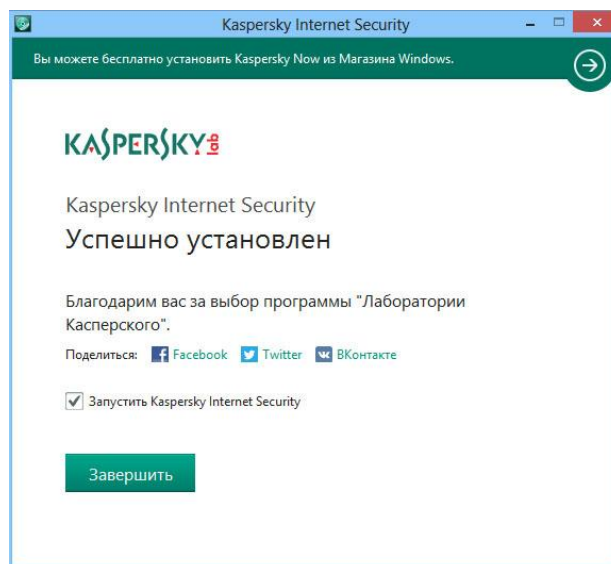 Kaspersky Internet Security
Вы можете бесплатно установить Kaspersky Now из Магазина Windows.
KASPERSKY lab
Kaspersky Internet Security
Успешно установлен
Благодарим вас за выбор программы "Лаборатории
Касперского".
Поделиться: Facebook Twitter ВКонтакте
Запустить Kaspersky Internet Security
Завершить